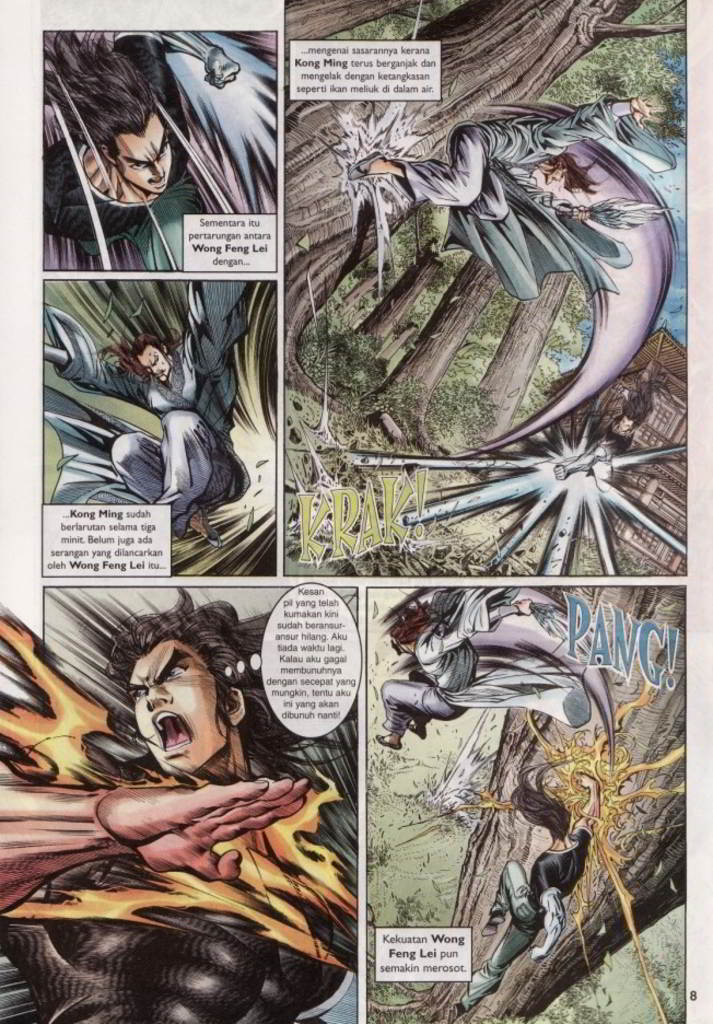 Sementara itu
pertarungan antara
Wong Feng Lei
dengan...
...Kong Ming sudah
berlarutan selama tiga
minit. Belum juga ada
serangan yang dilancarkan
oleh Wong Feng Lei itu...
...mengenai sasarannya kerana
Kong Ming terus berganjak dan
mengelak dengan ketangkasan
seperti ikan meliuk di dalam air.
KRAK!
Kesan
pil yang telah
kumakan kini
sudah beransur-
ansur hilang. Aku
tiada waktu lagi.
Kalau aku gagal
membunuhnya
dengan secepat yang
mungkin, tentu aku
ini yang akan
dibunuh nanti!
PANG!
Kekuatan Wong
Feng Lei pun
semakin merosot.
8